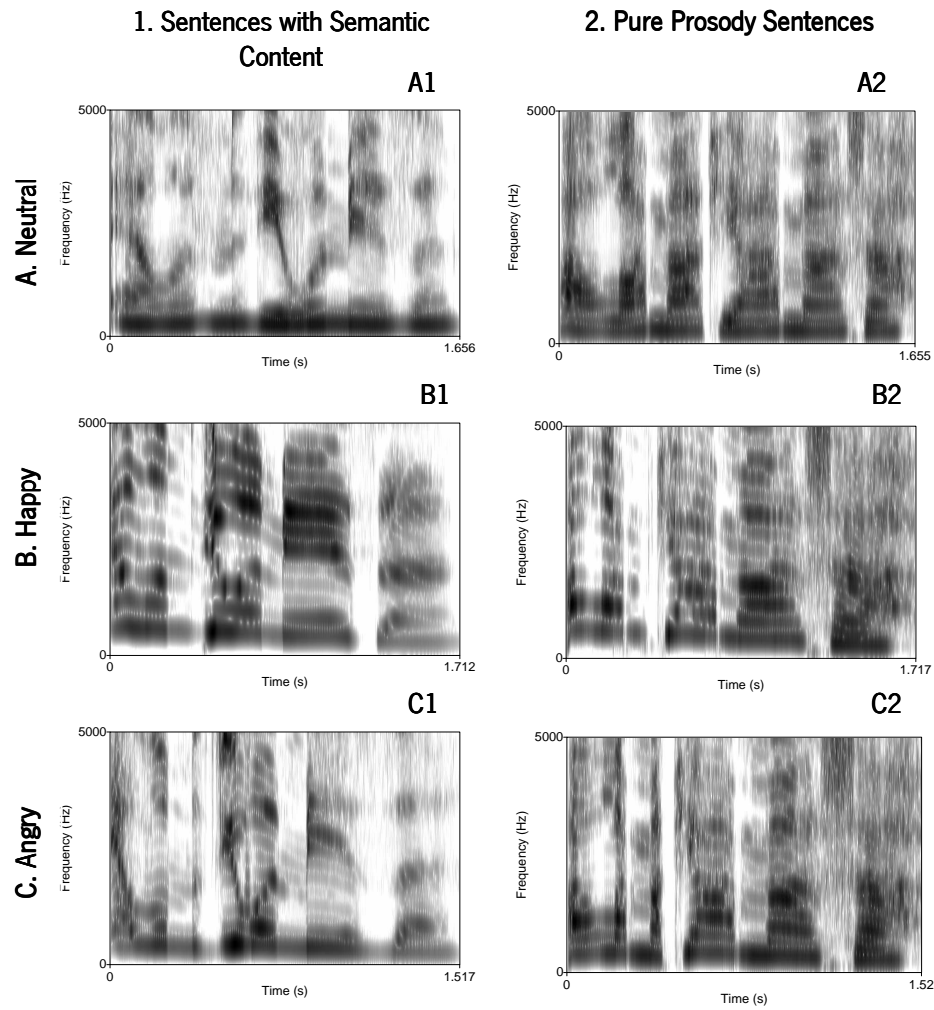 1. Sentences with Semantic
Content
2. Pure Prosody Sentences
A1
A2
A. Neutral
5000
Frequency (Hz)
0
0
1.656
Time (s)
5000
Frequency (Hz)
0
0
1.655
Time (s)
B1
B2
B. Happy
5000
Frequency (Hz)
0
0
1.712
Time (s)
5000
Frequency (Hz)
0
0
1.717
Time (s)
C1
C2
C. Angry
5000
Frequency (Hz)
0
0
1.517
Time (s)
5000
Frequency (Hz)
0
0
1.52
Time (s)